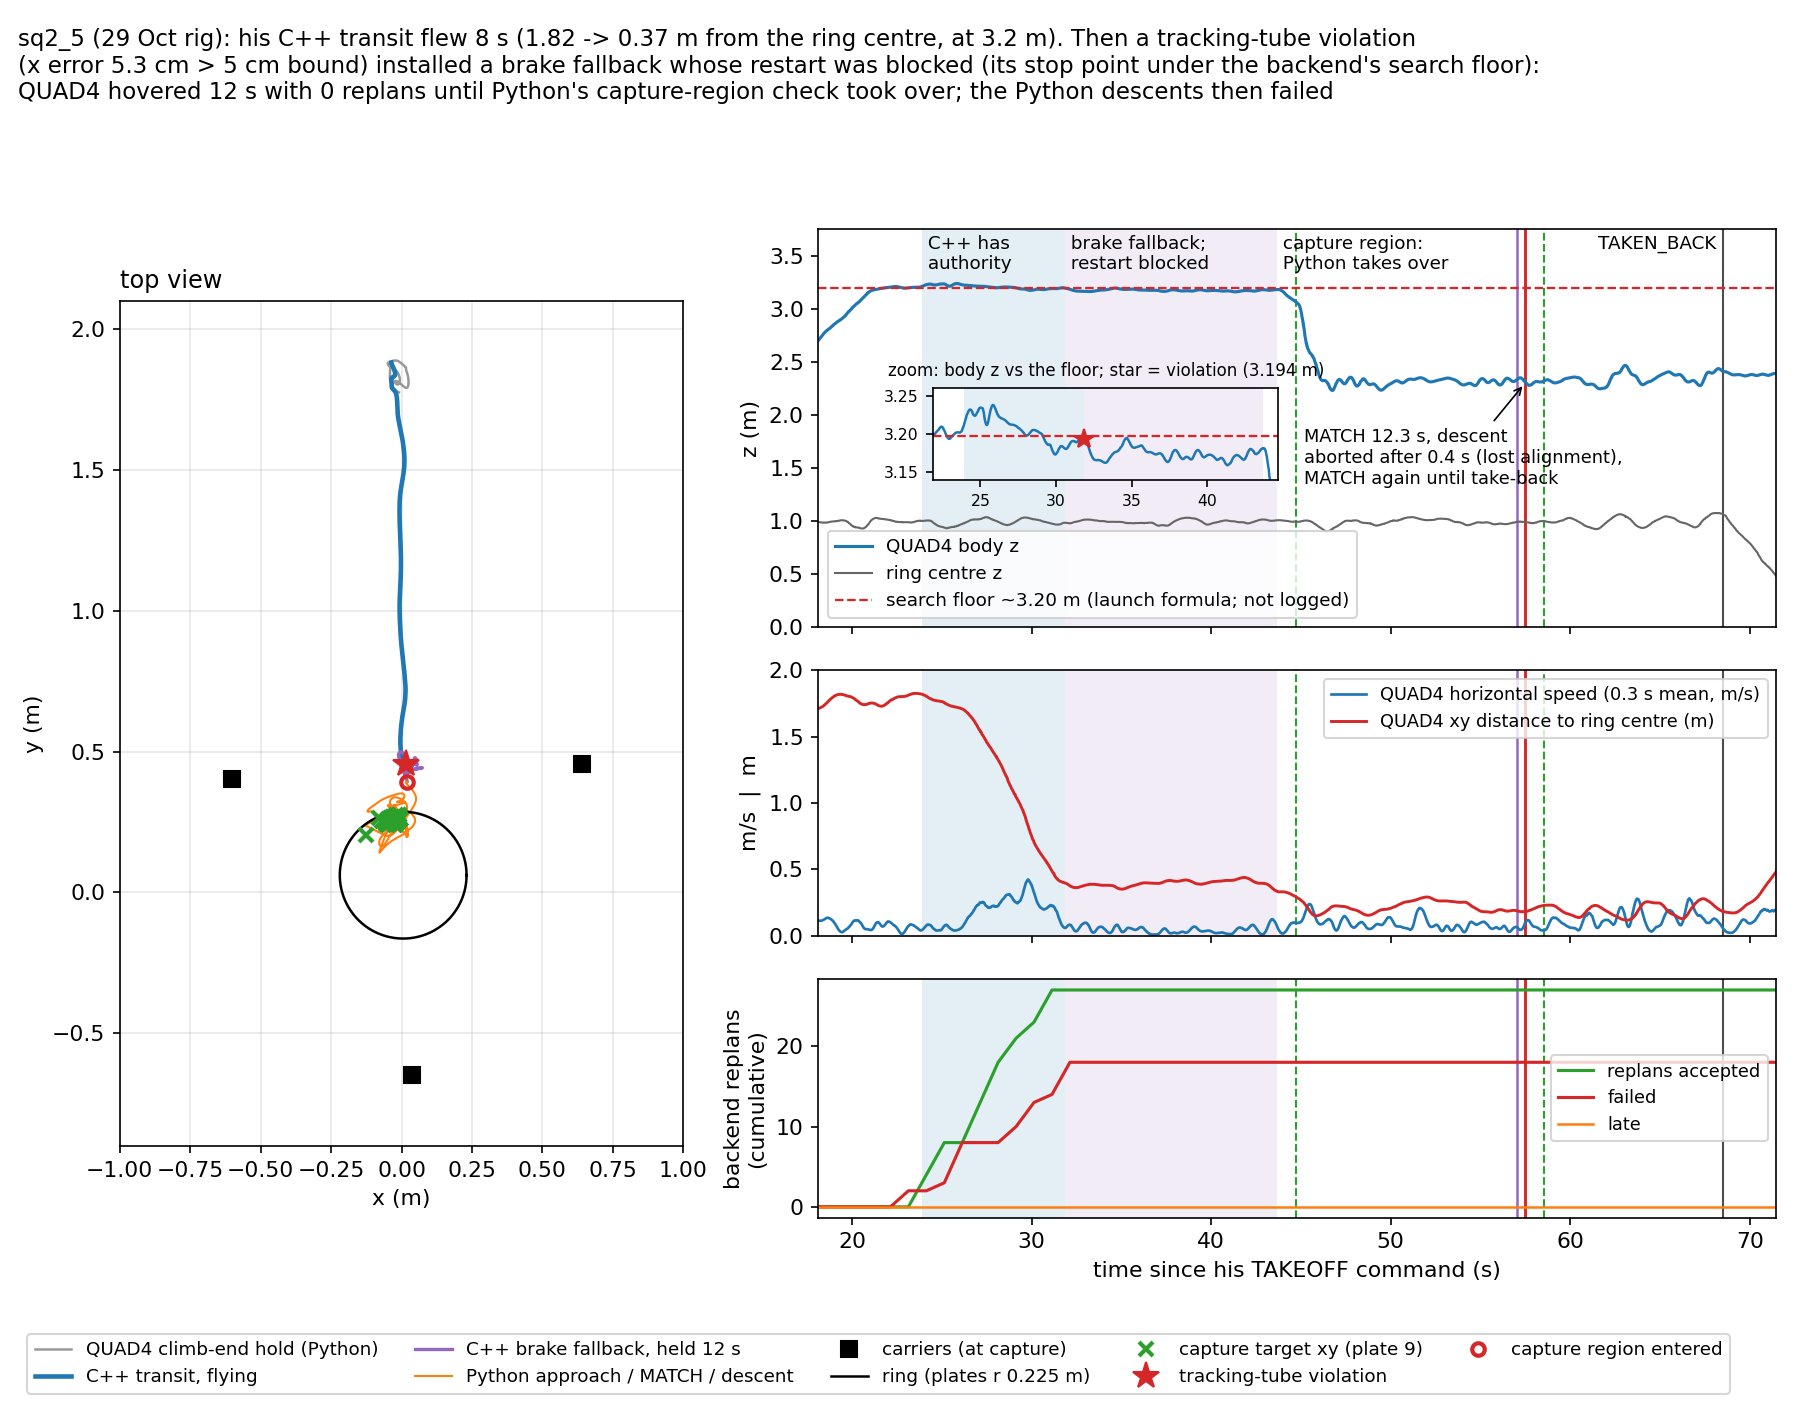 sq2_5 (29 Oct rig): his C++ transit flew 8 s (1.82 -> 0.37 m from the ring centre, at 3.2 m). Then a tracking-tube violation
(x error 5.3 cm > 5 cm bound) installed a brake fallback whose restart was blocked (its stop point under the backend's search floor):
QUAD4 hovered 12 s with 0 replans until Python's capture-region check took over; the Python descents then failed
top view
2.0
1.5
1.0
0.5
0.0
−0.5
y (m)
−1.00 −0.75 −0.50 −0.25 0.00 0.25 0.50 0.75 1.00
x (m)
C++ has
authority
brake fallback;
restart blocked
capture region:
Python takes over
TAKEN_BACK
3.5
3.0
2.5
2.0
1.5
1.0
0.5
0.0
z (m)
zoom: body z vs the floor; star = violation (3.194 m)
3.25
3.20
3.15
25 30 35 40
MATCH 12.3 s, descent
aborted after 0.4 s (lost alignment),
MATCH again until take-back
QUAD4 body z
ring centre z
search floor ~3.20 m (launch formula; not logged)
2.0
1.5
1.0
0.5
0.0
m/s | m
QUAD4 horizontal speed (0.3 s mean, m/s)
QUAD4 xy distance to ring centre (m)
20
10
0
backend replans
(cumulative)
replans accepted
failed
late
20 30 40 50 60 70
time since his TAKEOFF command (s)
QUAD4 climb-end hold (Python)
C++ transit, flying
C++ brake fallback, held 12 s
Python approach / MATCH / descent
carriers (at capture)
ring (plates r 0.225 m)
capture target xy (plate 9)
tracking-tube violation
capture region entered